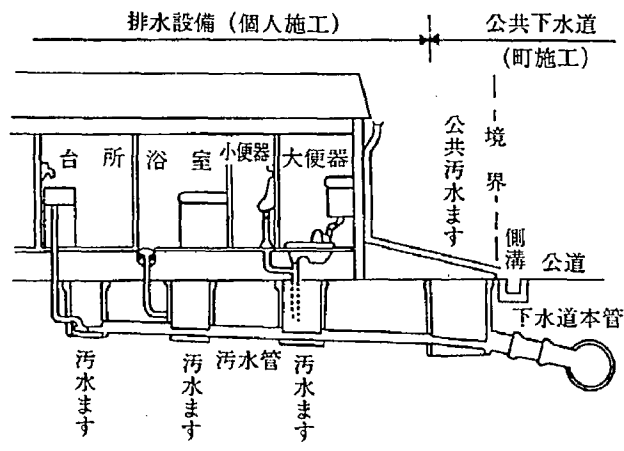 排水設備(個人施工)
公共下水道
(町施工)
台所
浴室
小便器
大便器
公共汚水ます
境界
側溝
公道
下水道本管
汚水ます
汚水ます
汚水管
汚水ます